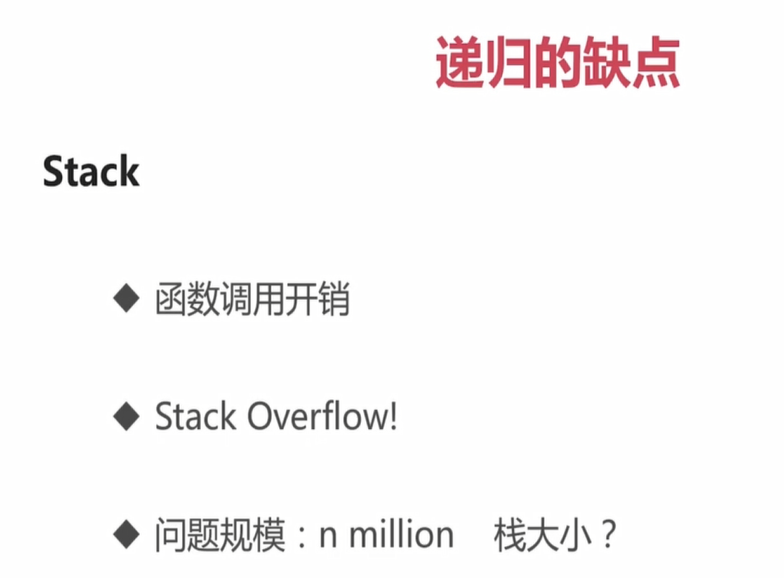 递归的缺点
Stack
◆ 函数调用开销
◆ Stack Overflow!
◆ 问题规模：n million 栈大小？